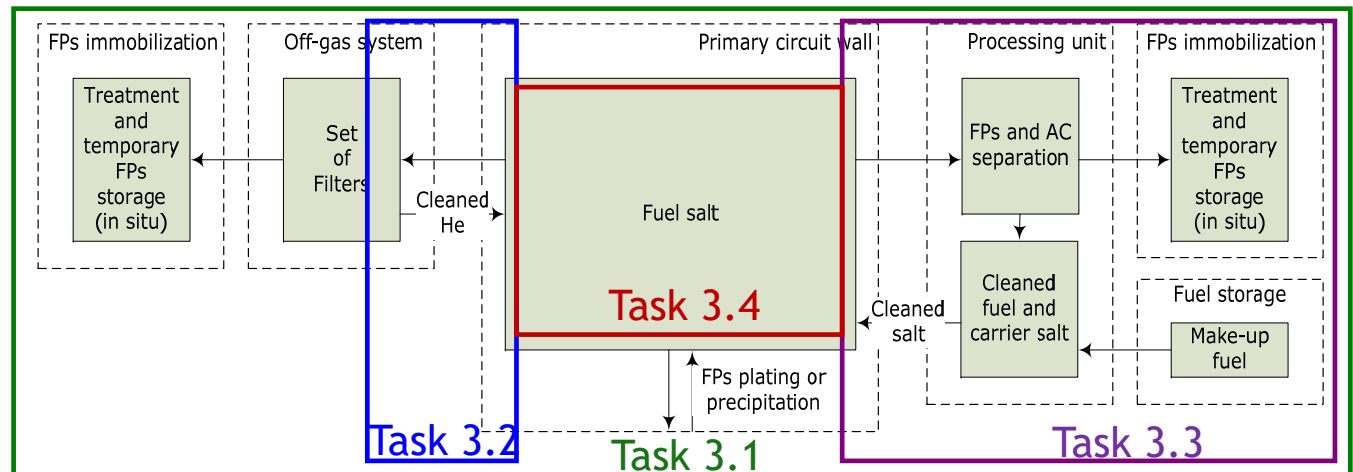 FPs immobilization
Off-gas system
Primary circuit wall
Processing unit
FPs immobilization
Treatment
and
temporary
FPs
storage
(in situ)
Set
of
Filters
Cleaned
He
Fuel salt
Task 3.4
FPs and AC
separation
Treatment
and
temporary
FPs
storage
(in situ)
Cleaned
fuel and
carrier salt
Cleaned
salt
Fuel storage
Make-up
fuel
FPs plating or
precipitation
Task 3.2
Task 3.1
Task 3.3